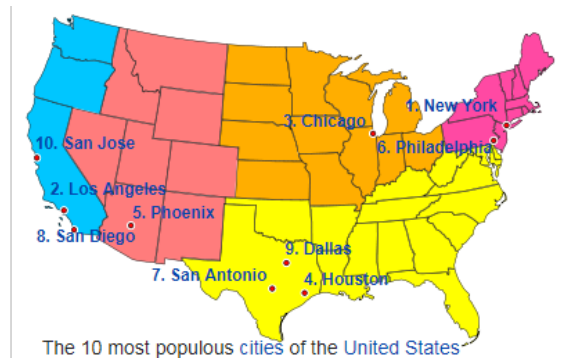 1. New York
3. Chicago
6. Philadelphia
10. San Jose
2. Los Angeles
5. Phoenix
8. San Diego
9. Dallas
7. San Antonio
4. Houston
The 10 most populous cities of the United States